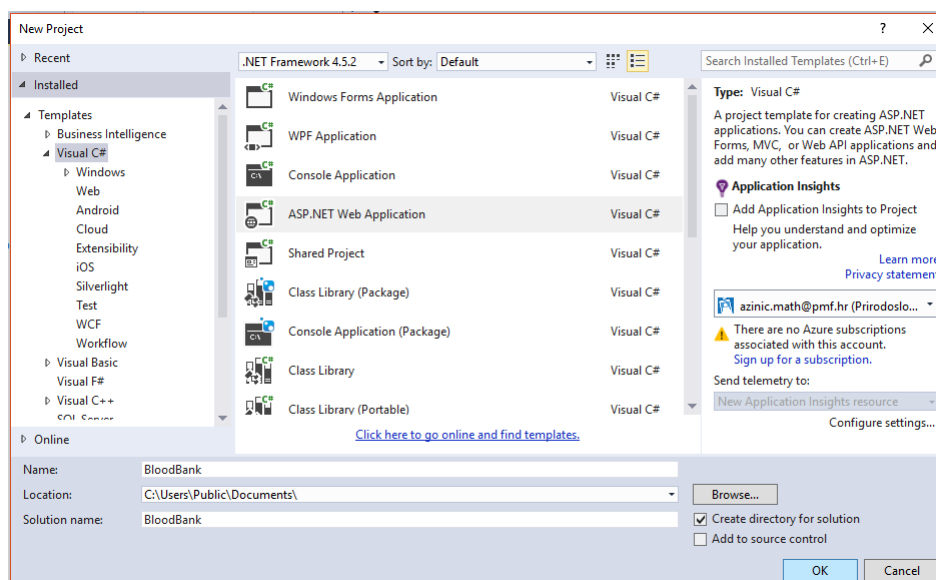 New Project
?
Recent
Installed
Templates
Business Intelligence
Visual C#
Windows
Web
Android
Cloud
Extensibility
iOS
Silverlight
Test
WCF
Workflow
Visual Basic
Visual F#
Visual C++
SQL Server
Online
.NET Framework 4.5.2 Sort by: Default
Windows Forms Application Visual C#
WPF Application Visual C#
Console Application Visual C#
ASP.NET Web Application Visual C#
Shared Project Visual C#
Class Library (Package) Visual C#
Console Application (Package) Visual C#
Class Library Visual C#
Class Library (Portable) Visual C#
Click here to go online and find templates.
Search Installed Templates (Ctrl+E)
Type: Visual C#
A project template for creating ASP.NET
applications. You can create ASP.NET Web
Forms, MVC, or Web API applications and
add many other features in ASP.NET.
Application Insights
Add Application Insights to Project
Help you understand and optimize
your application.
Learn more
Privacy statement
azinic.math@pmf.hr (Prirodoslo...
There are no Azure subscriptions
associated with this account.
Sign up for a subscription.
Send telemetry to:
New Application Insights resource
Configure settings...
Name: BloodBank
Location: C:\Users\Public\Documents\
Solution name: BloodBank
Browse...
Create directory for solution
Add to source control
OK Cancel